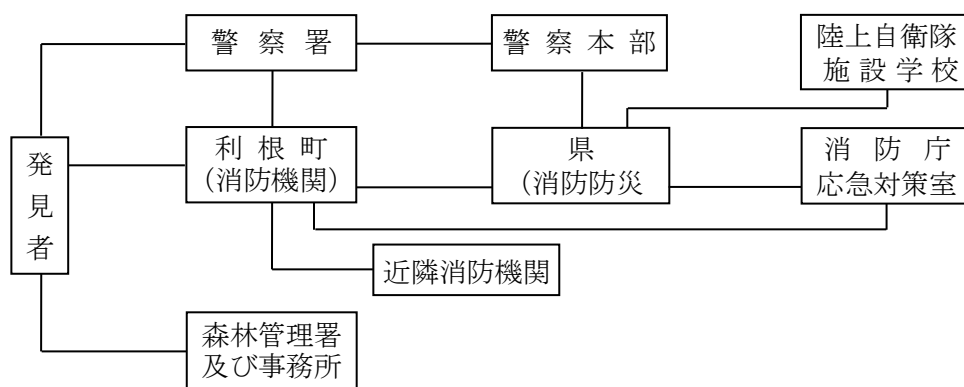 警察署
警察本部
陸上自衛隊
施設学校
発見者
利根町
(消防機関)
県
(消防防災
消防庁
応急対策室
近隣消防機関
森林管理署
及び事務所